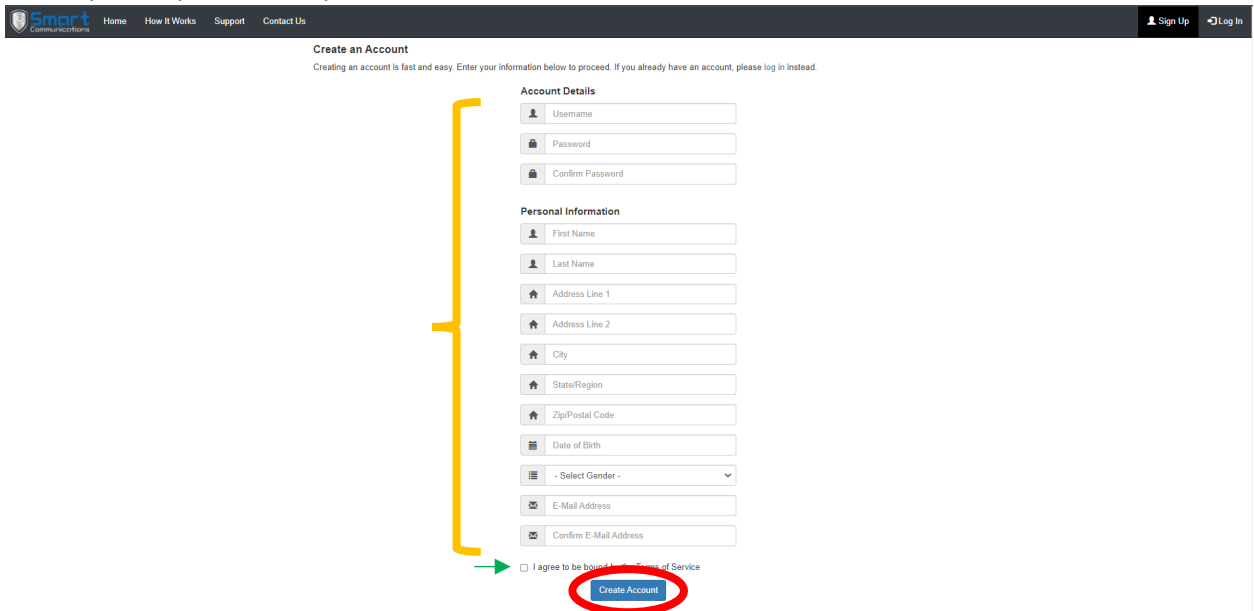 Smart
Communications
Home How It Works Support Contact Us Sign Up Log In
Create an Account
Creating an account is fast and easy. Enter your information below to proceed. If you already have an account, please log in instead.
Account Details
Username
Password
Confirm Password
Personal Information
First Name
Last Name
Address Line 1
Address Line 2
City
State/Region
Zip/Postal Code
Date of Birth
- Select Gender -
E-Mail Address
Confirm E-Mail Address
I agree to be bound by the Terms of Service
Create Account